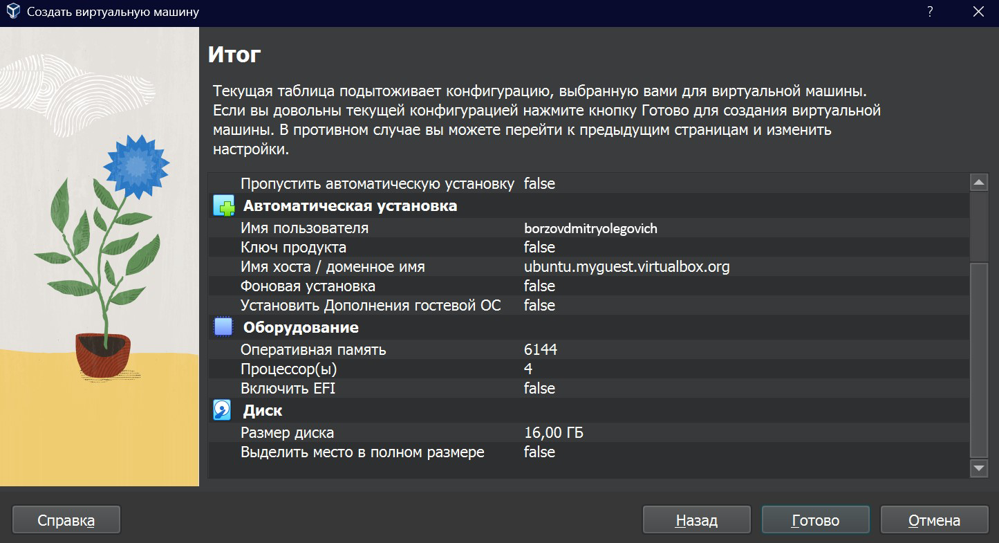 Создать виртуальную машину
?
Итог
Текущая таблица подытоживает конфигурацию, выбранную вами для виртуальной машины.
Если вы довольны текущей конфигурацией нажмите кнопку Готово для создания виртуальной
машины. В противном случае вы можете перейти к предыдущим страницам и изменить
настройки.
Пропустить автоматическую установку false
Автоматическая установка
Имя пользователя borzovdmitryolegovich
Ключ продукта false
Имя хоста / доменное имя ubuntu.myguest.virtualbox.org
Фоновая установка false
Установить Дополнения гостевой ОС false
Оборудование
Оперативная память 6144
Процессор(ы) 4
Включить EFI false
Диск
Размер диска 16,00 ГБ
Выделить место в полном размере false
Справка Назад Готово Отмена